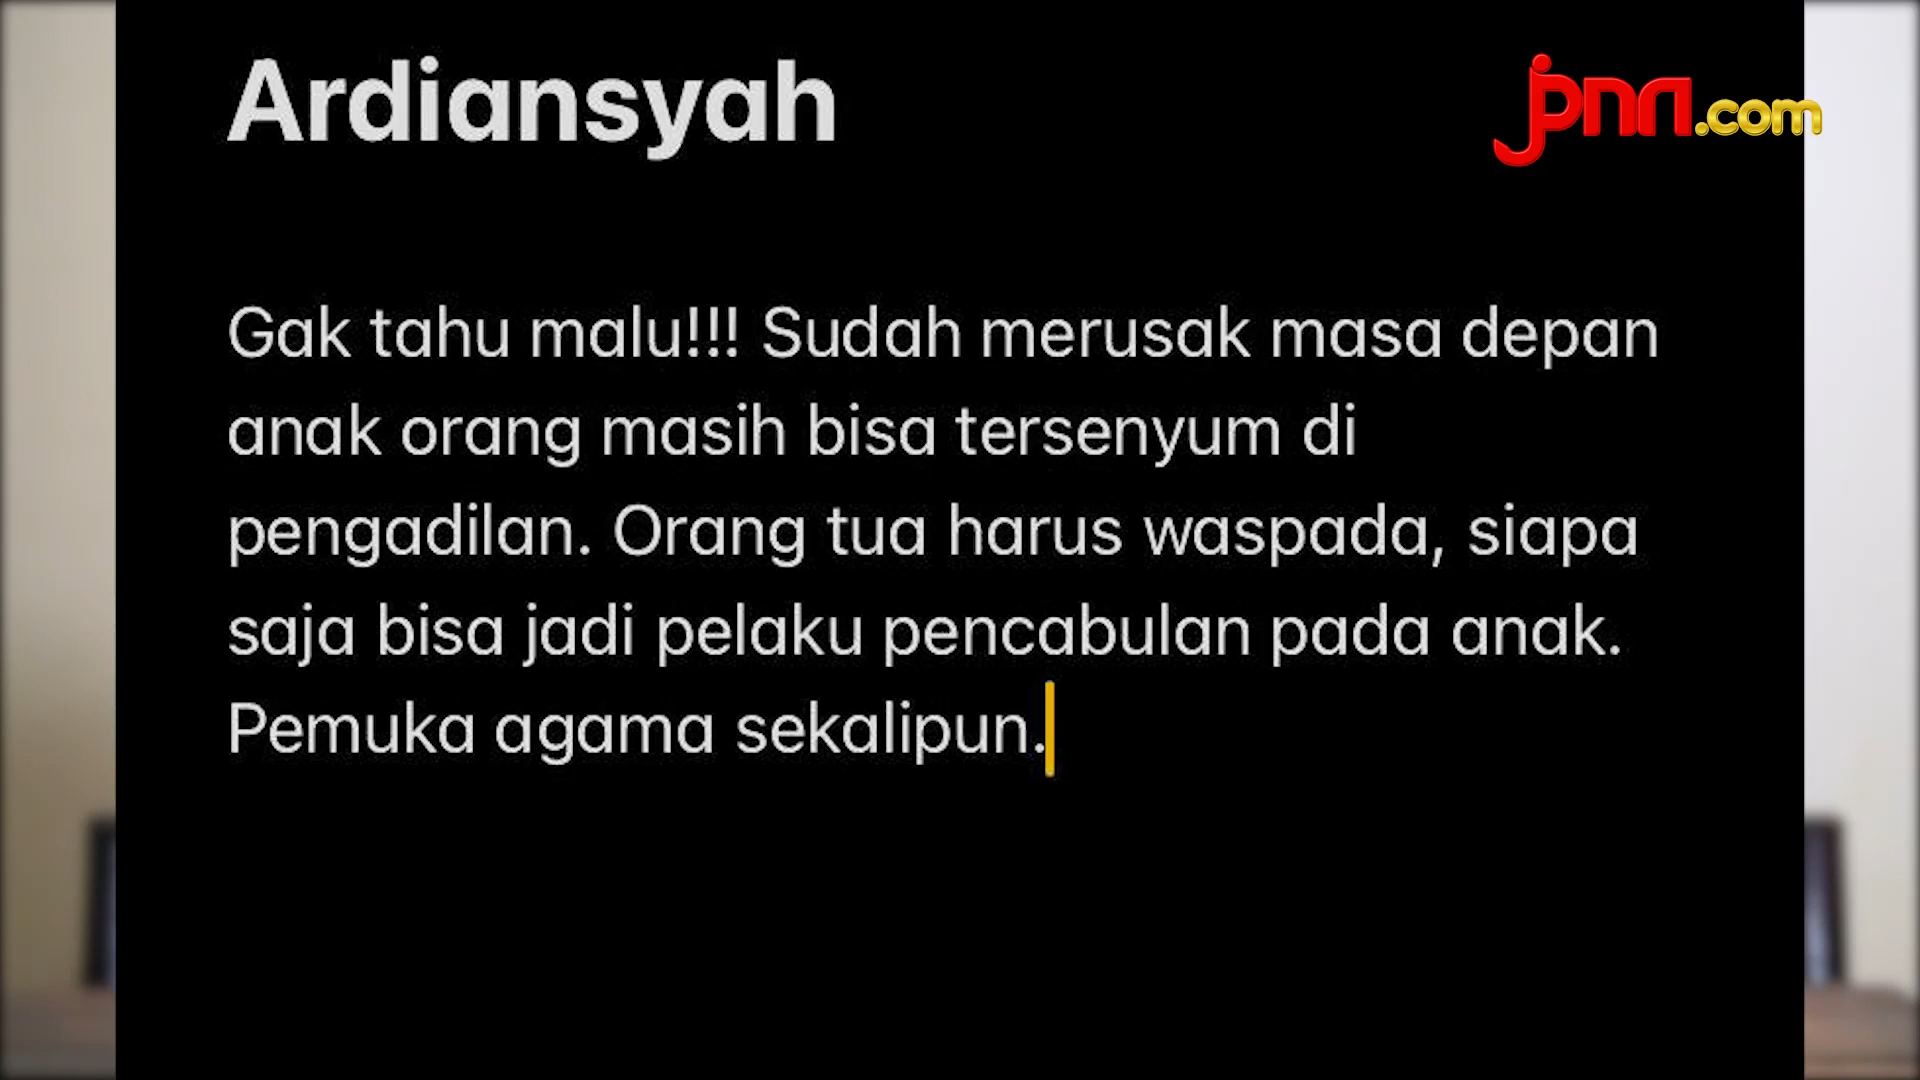 Ardiansyah
jpnn.com
Gak tahu malu!!! Sudah merusak masa depan
anak orang masih bisa tersenyum di
pengadilan. Orang tua harus waspada, siapa
saja bisa jadi pelaku pencabulan pada anak.
Pemuka agama sekalipun.